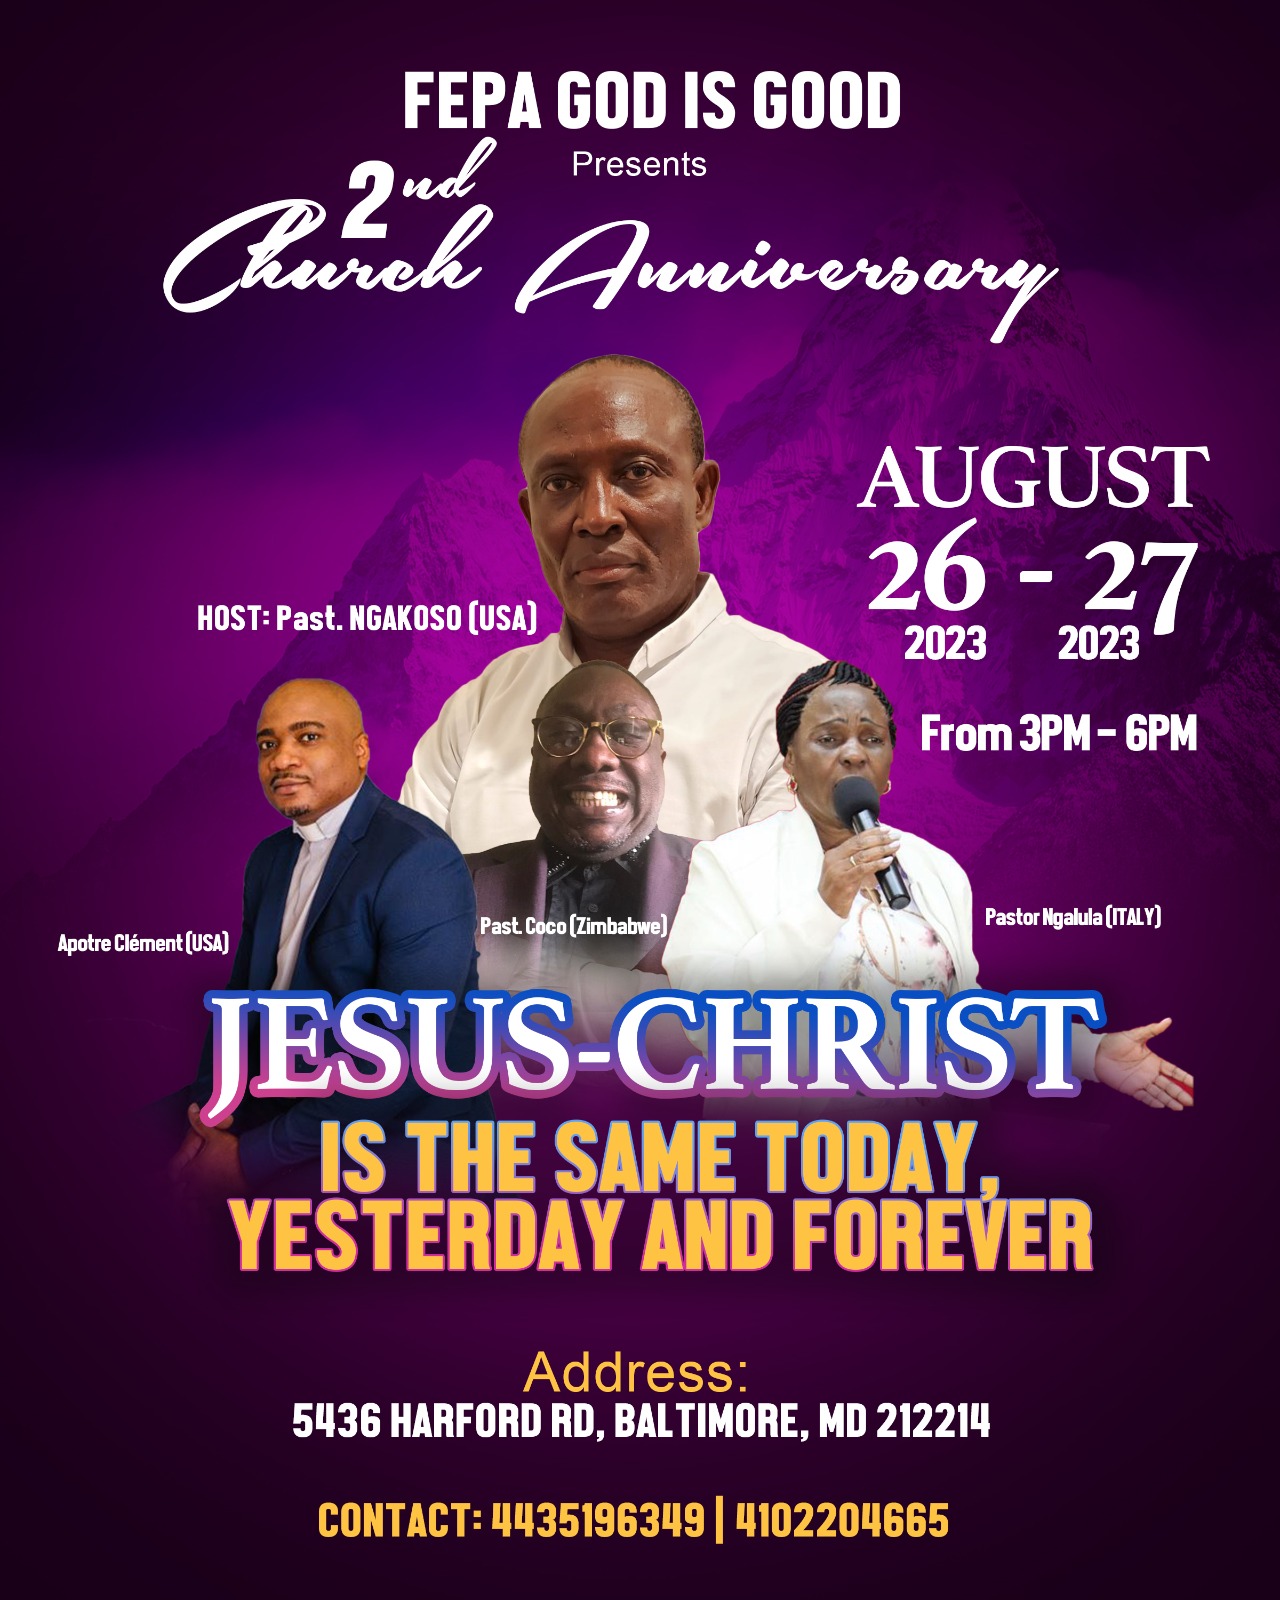 FEPA GOD IS GOOD
Presents
2nd
Church Anniversary
AUGUST
26 - 27
2023 2023
HOST: Past. NGAKOSO (USA)
From 3PM – 6PM
Apotre Clément (USA)
Past. Coco (Zimbabwe)
Pastor Ngalula (ITALY)
JESUS-CHRIST
IS THE SAME TODAY,
YESTERDAY AND FOREVER
Address:
5436 HARFORD RD, BALTIMORE, MD 212214
CONTACT: 4435196349 | 4102204665